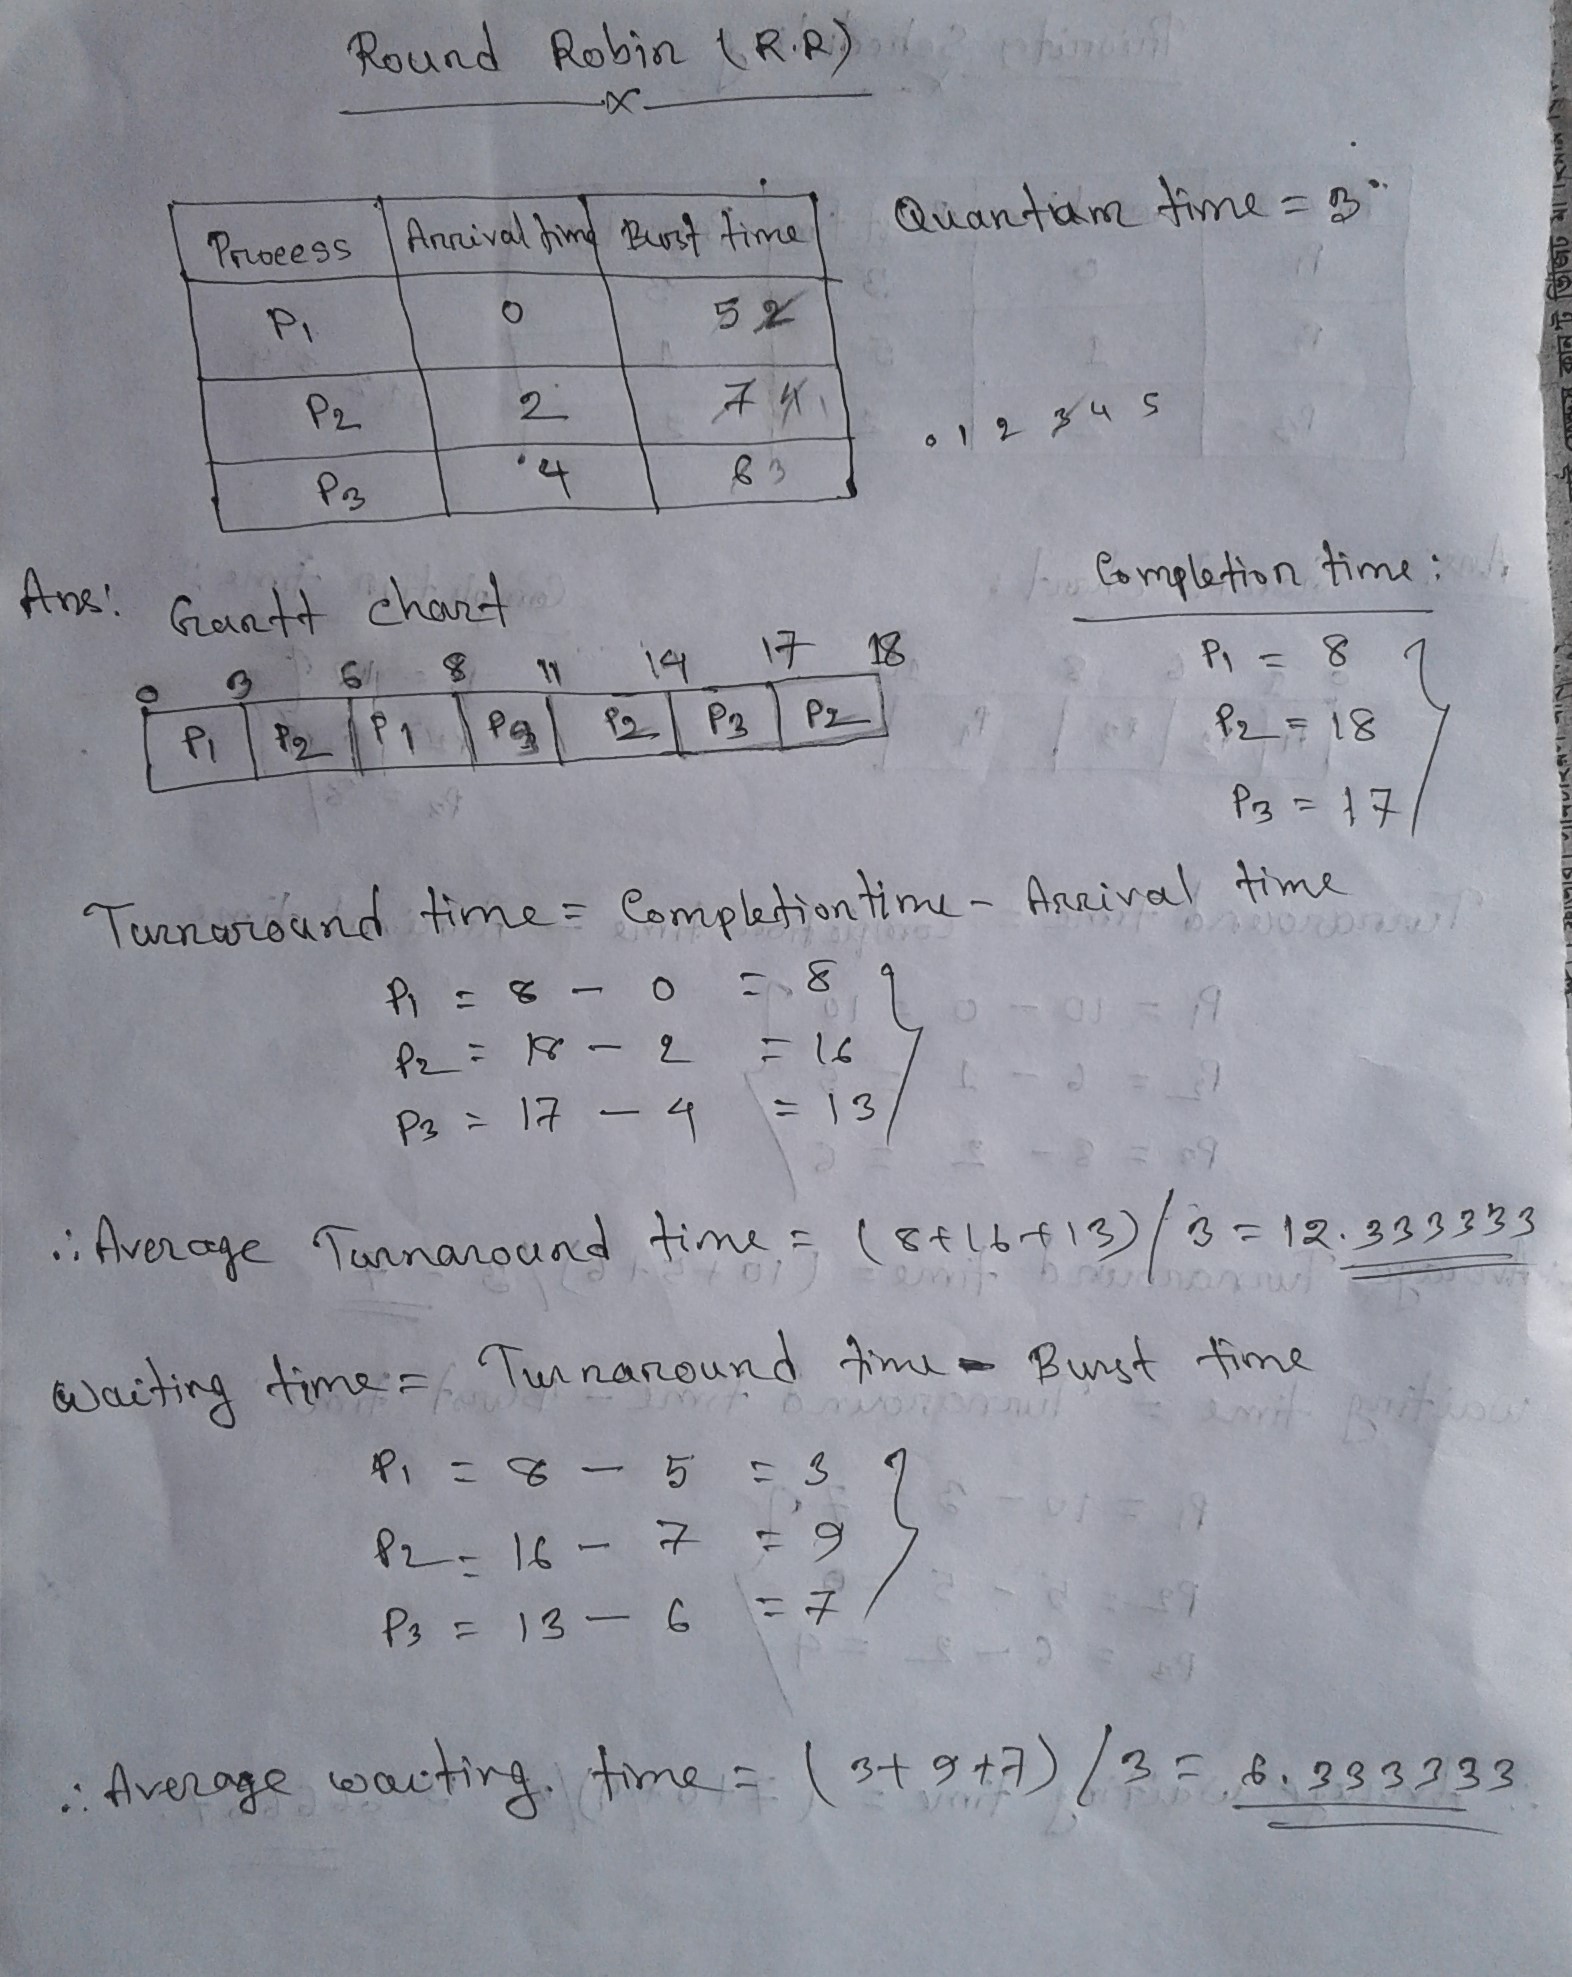 Round Robin (R.R)
Process Arrival time Burst time
Quantam time = 3
P1 0 5 2
P2 2 7 4 1
P3 4 6 3
0 1 2 3 4 5
Completion time:
Ans: Gantt chart
0 3 6 8 11 14 17 18
P1 P2 P1 P3 P2 P3 P2
P1 = 8
P2 = 18
P3 = 17
Turnaround time = Completion time - Arrival time
P1 = 8 - 0 = 8
P2 = 18 - 2 = 16
P3 = 17 - 4 = 13
∴ Average Turnaround time = (8+16+13)/3 = 12.333333
Waiting time = Turnaround time - Burst time
P1 = 8 - 5 = 3
P2 = 16 - 7 = 9
P3 = 13 - 6 = 7
∴ Average waiting time = (3+9+7)/3 = 6.333333